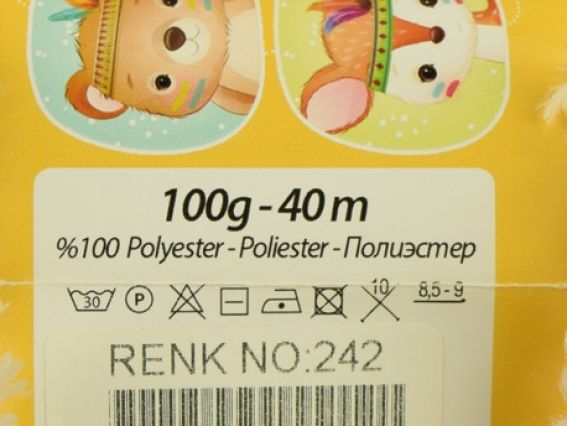 100g - 40 m
%100 Polyester - Poliester - Полиэстер
30 P 10 8,5 - 9
RENK NO:242